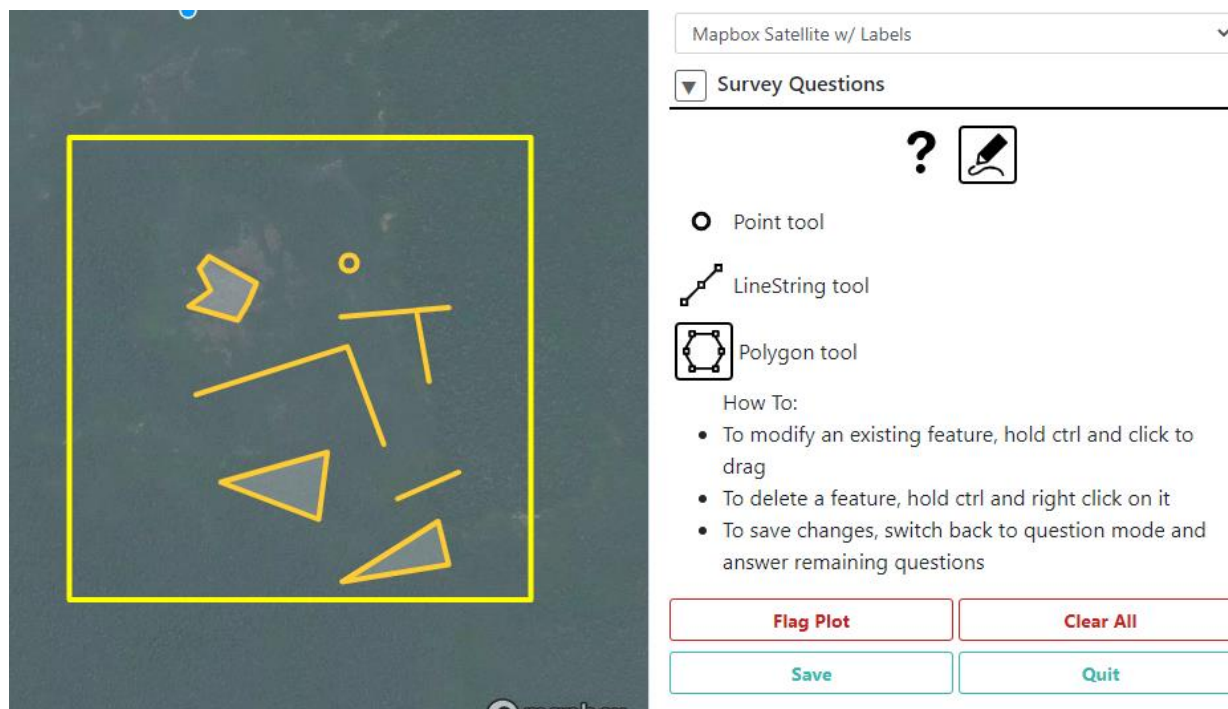 Mapbox Satellite w/ Labels
▼ Survey Questions
?
Point tool
LineString tool
Polygon tool
How To:
• To modify an existing feature, hold ctrl and click to
drag
• To delete a feature, hold ctrl and right click on it
• To save changes, switch back to question mode and
answer remaining questions
Flag Plot
Clear All
Save
Quit